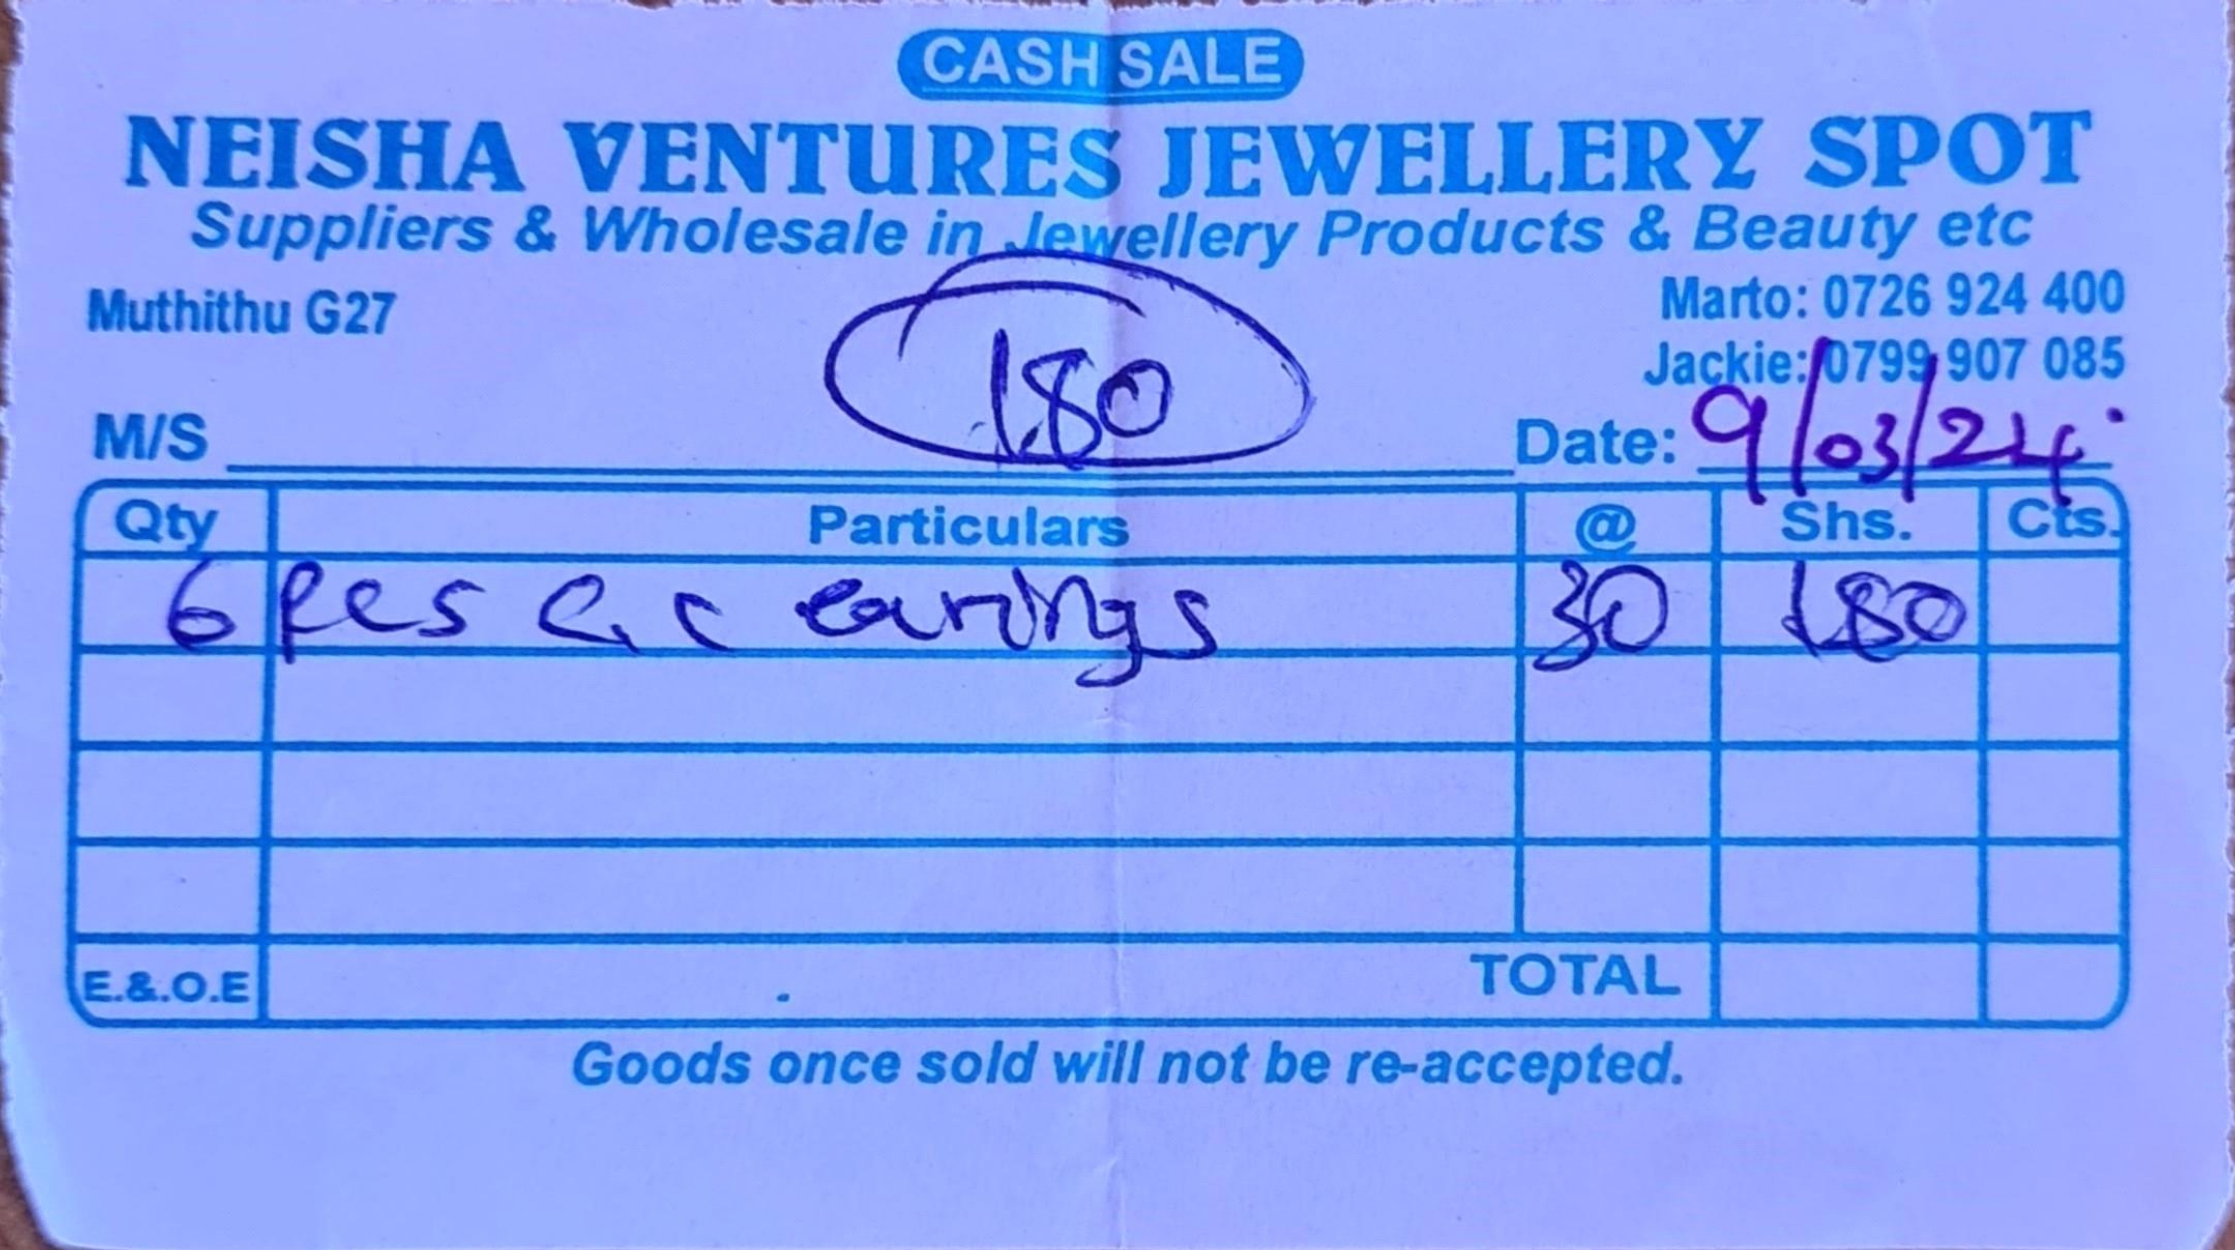 CASH SALE
NEISHA VENTURES JEWELLERY SPOT
Suppliers & Wholesale in Jewellery Products & Beauty etc
Muthithu G27
Marto: 0726 924 400
Jackie: 0799 907 085
180
M/S
Date: 9/03/24
Qty Particulars @ Shs. Cts.
6 Pcs earings 30 180
E.&.O.E TOTAL
Goods once sold will not be re-accepted.